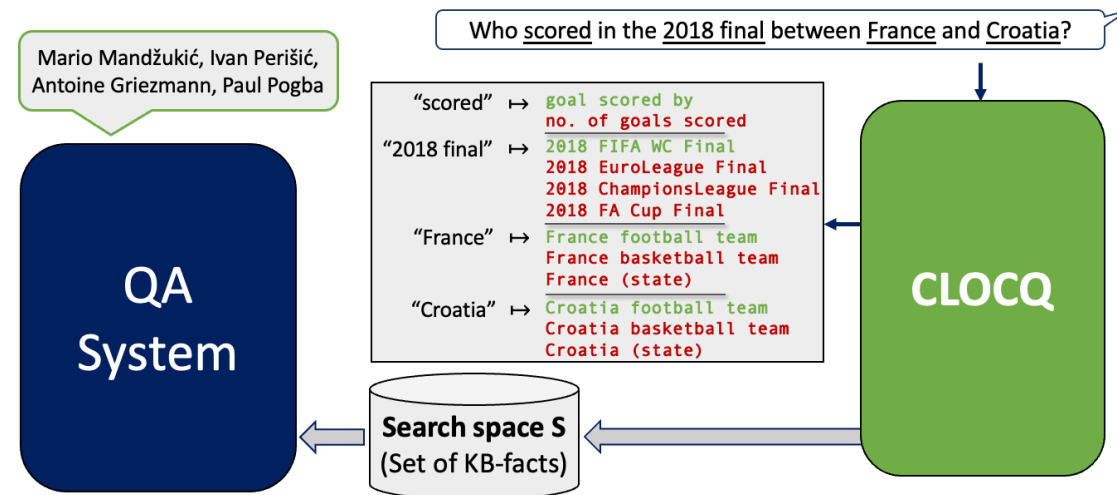 Who scored in the 2018 final between France and Croatia?
Mario Mandžukić, Ivan Perišić,
Antoine Griezmann, Paul Pogba
"scored" ↦ goal scored by
no. of goals scored
"2018 final" ↦ 2018 FIFA WC Final
2018 EuroLeague Final
2018 ChampionsLeague Final
2018 FA Cup Final
"France" ↦ France football team
France basketball team
France (state)
"Croatia" ↦ Croatia football team
Croatia basketball team
Croatia (state)
QA
System
CLOCQ
Search space S
(Set of KB-facts)